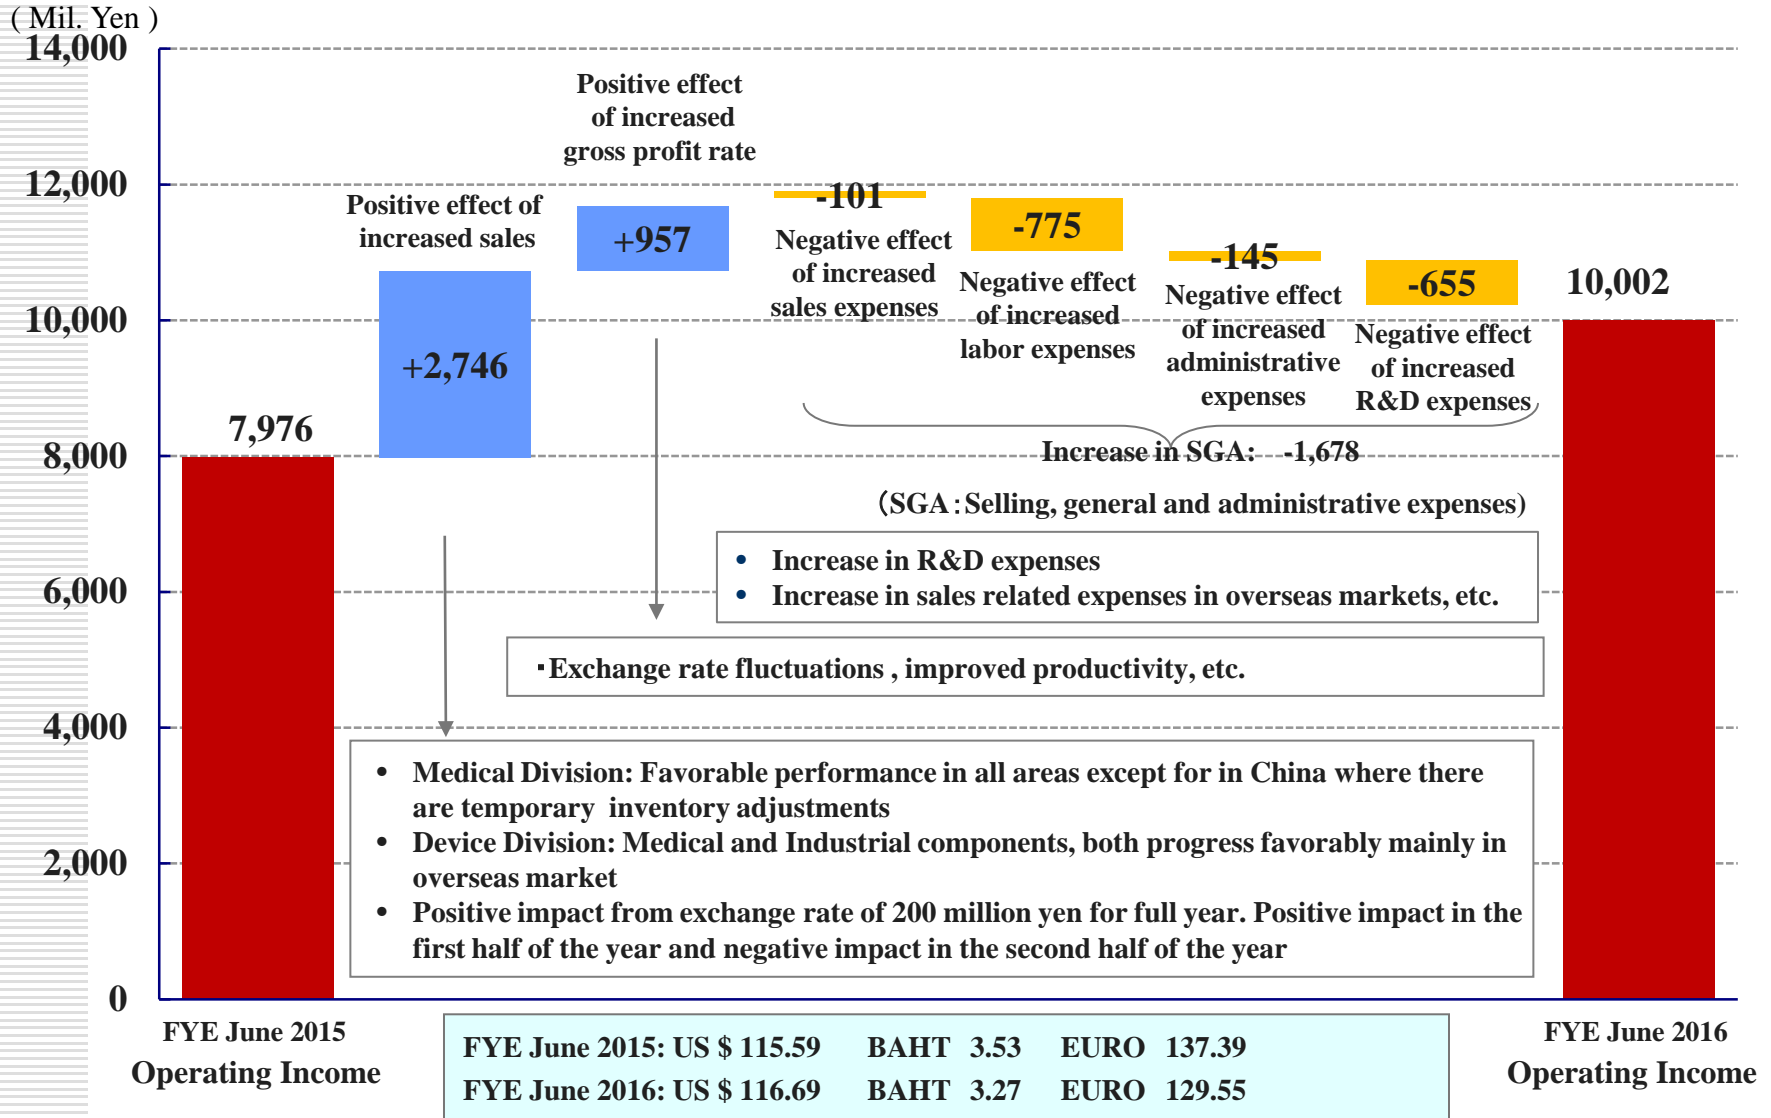 ( Mil. Yen )
14,000
12,000
10,000
8,000
6,000
4,000
2,000
0
7,976
Positive effect of
increased sales
+2,746
Positive effect
of increased
gross profit rate
+957
-101
Negative effect
of increased
sales expenses
-775
Negative effect
of increased
labor expenses
-145
Negative effect
of increased
administrative
expenses
-655
Negative effect
of increased
R&D expenses
10,002
Increase in SGA: -1,678
（SGA：Selling, general and administrative expenses)
• Increase in R&D expenses
• Increase in sales related expenses in overseas markets, etc.
・Exchange rate fluctuations , improved productivity, etc.
• Medical Division: Favorable performance in all areas except for in China where there
are temporary inventory adjustments
• Device Division: Medical and Industrial components, both progress favorably mainly in
overseas market
• Positive impact from exchange rate of 200 million yen for full year. Positive impact in the
first half of the year and negative impact in the second half of the year
FYE June 2015
Operating Income
FYE June 2016
Operating Income
FYE June 2015: US $ 115.59 BAHT 3.53 EURO 137.39
FYE June 2016: US $ 116.69 BAHT 3.27 EURO 129.55